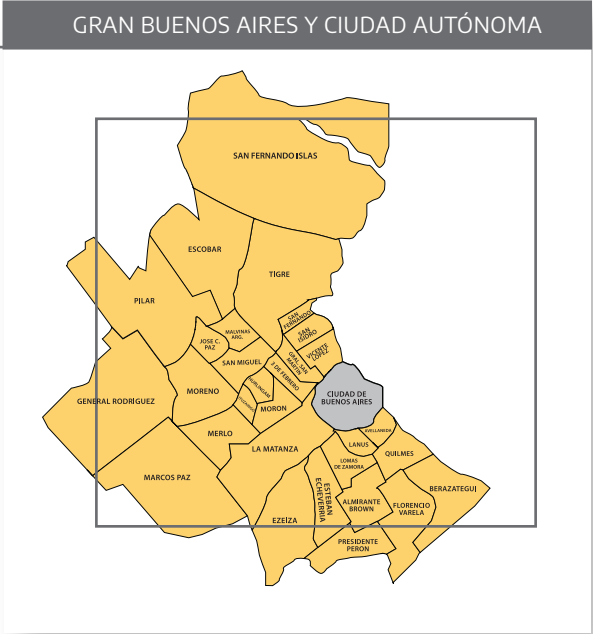 GRAN BUENOS AIRES Y CIUDAD AUTÓNOMA
SAN FERNANDO ISLAS
ESCOBAR
TIGRE
PILAR
SAN
FERNANDO
MALVINAS
ARG.
SAN
ISIDRO
JOSE C.
PAZ
VICENTE
LOPEZ
SAN MIGUEL
GRAL. SAN
MARTIN
3 DE FEBRERO
HURLINGAM
MORENO
GENERAL RODRIGUEZ
CIUDAD DE
BUENOS AIRES
MORON
MERLO
AVELLANEDA
LA MATANZA
LANUS
QUILMES
LOMAS
DE ZAMORA
MARCOS PAZ
BERAZATEGUI
ESTEBAN
ECHEVERRIA
ALMIRANTE
BROWN
FLORENCIO
VARELA
EZEIZA
PRESIDENTE
PERON